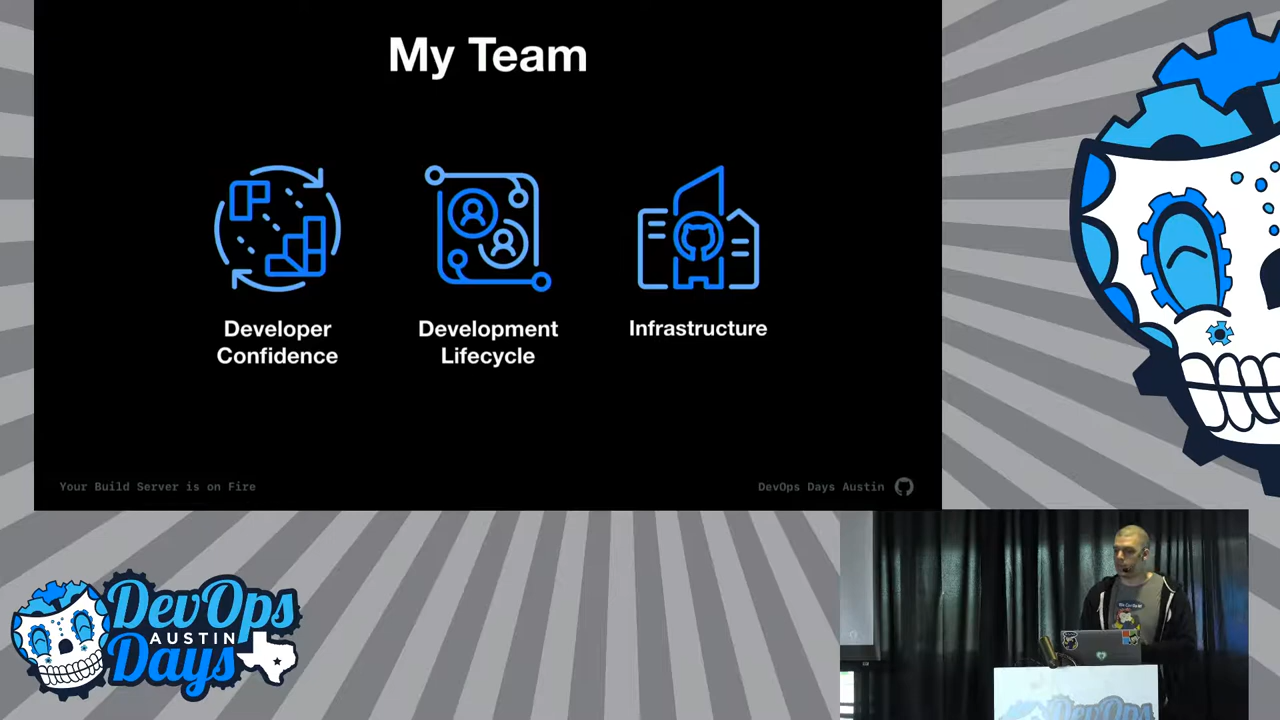 My Team
Developer
Confidence
Development
Lifecycle
Infrastructure
Your Build Server is on Fire
DevOps Days Austin
DevOps
AUSTIN
Days
DevOps